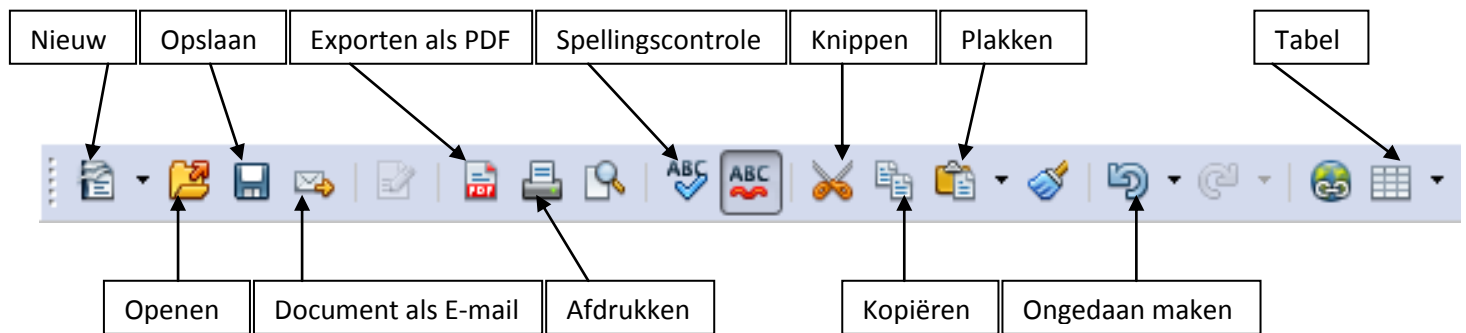 Nieuw
Opslaan
Exporten als PDF
Spellingscontrole
Knippen
Plakken
Tabel
PDF
ABC
ABC
Openen
Document als E-mail
Afdrukken
Kopiëren
Ongedaan maken